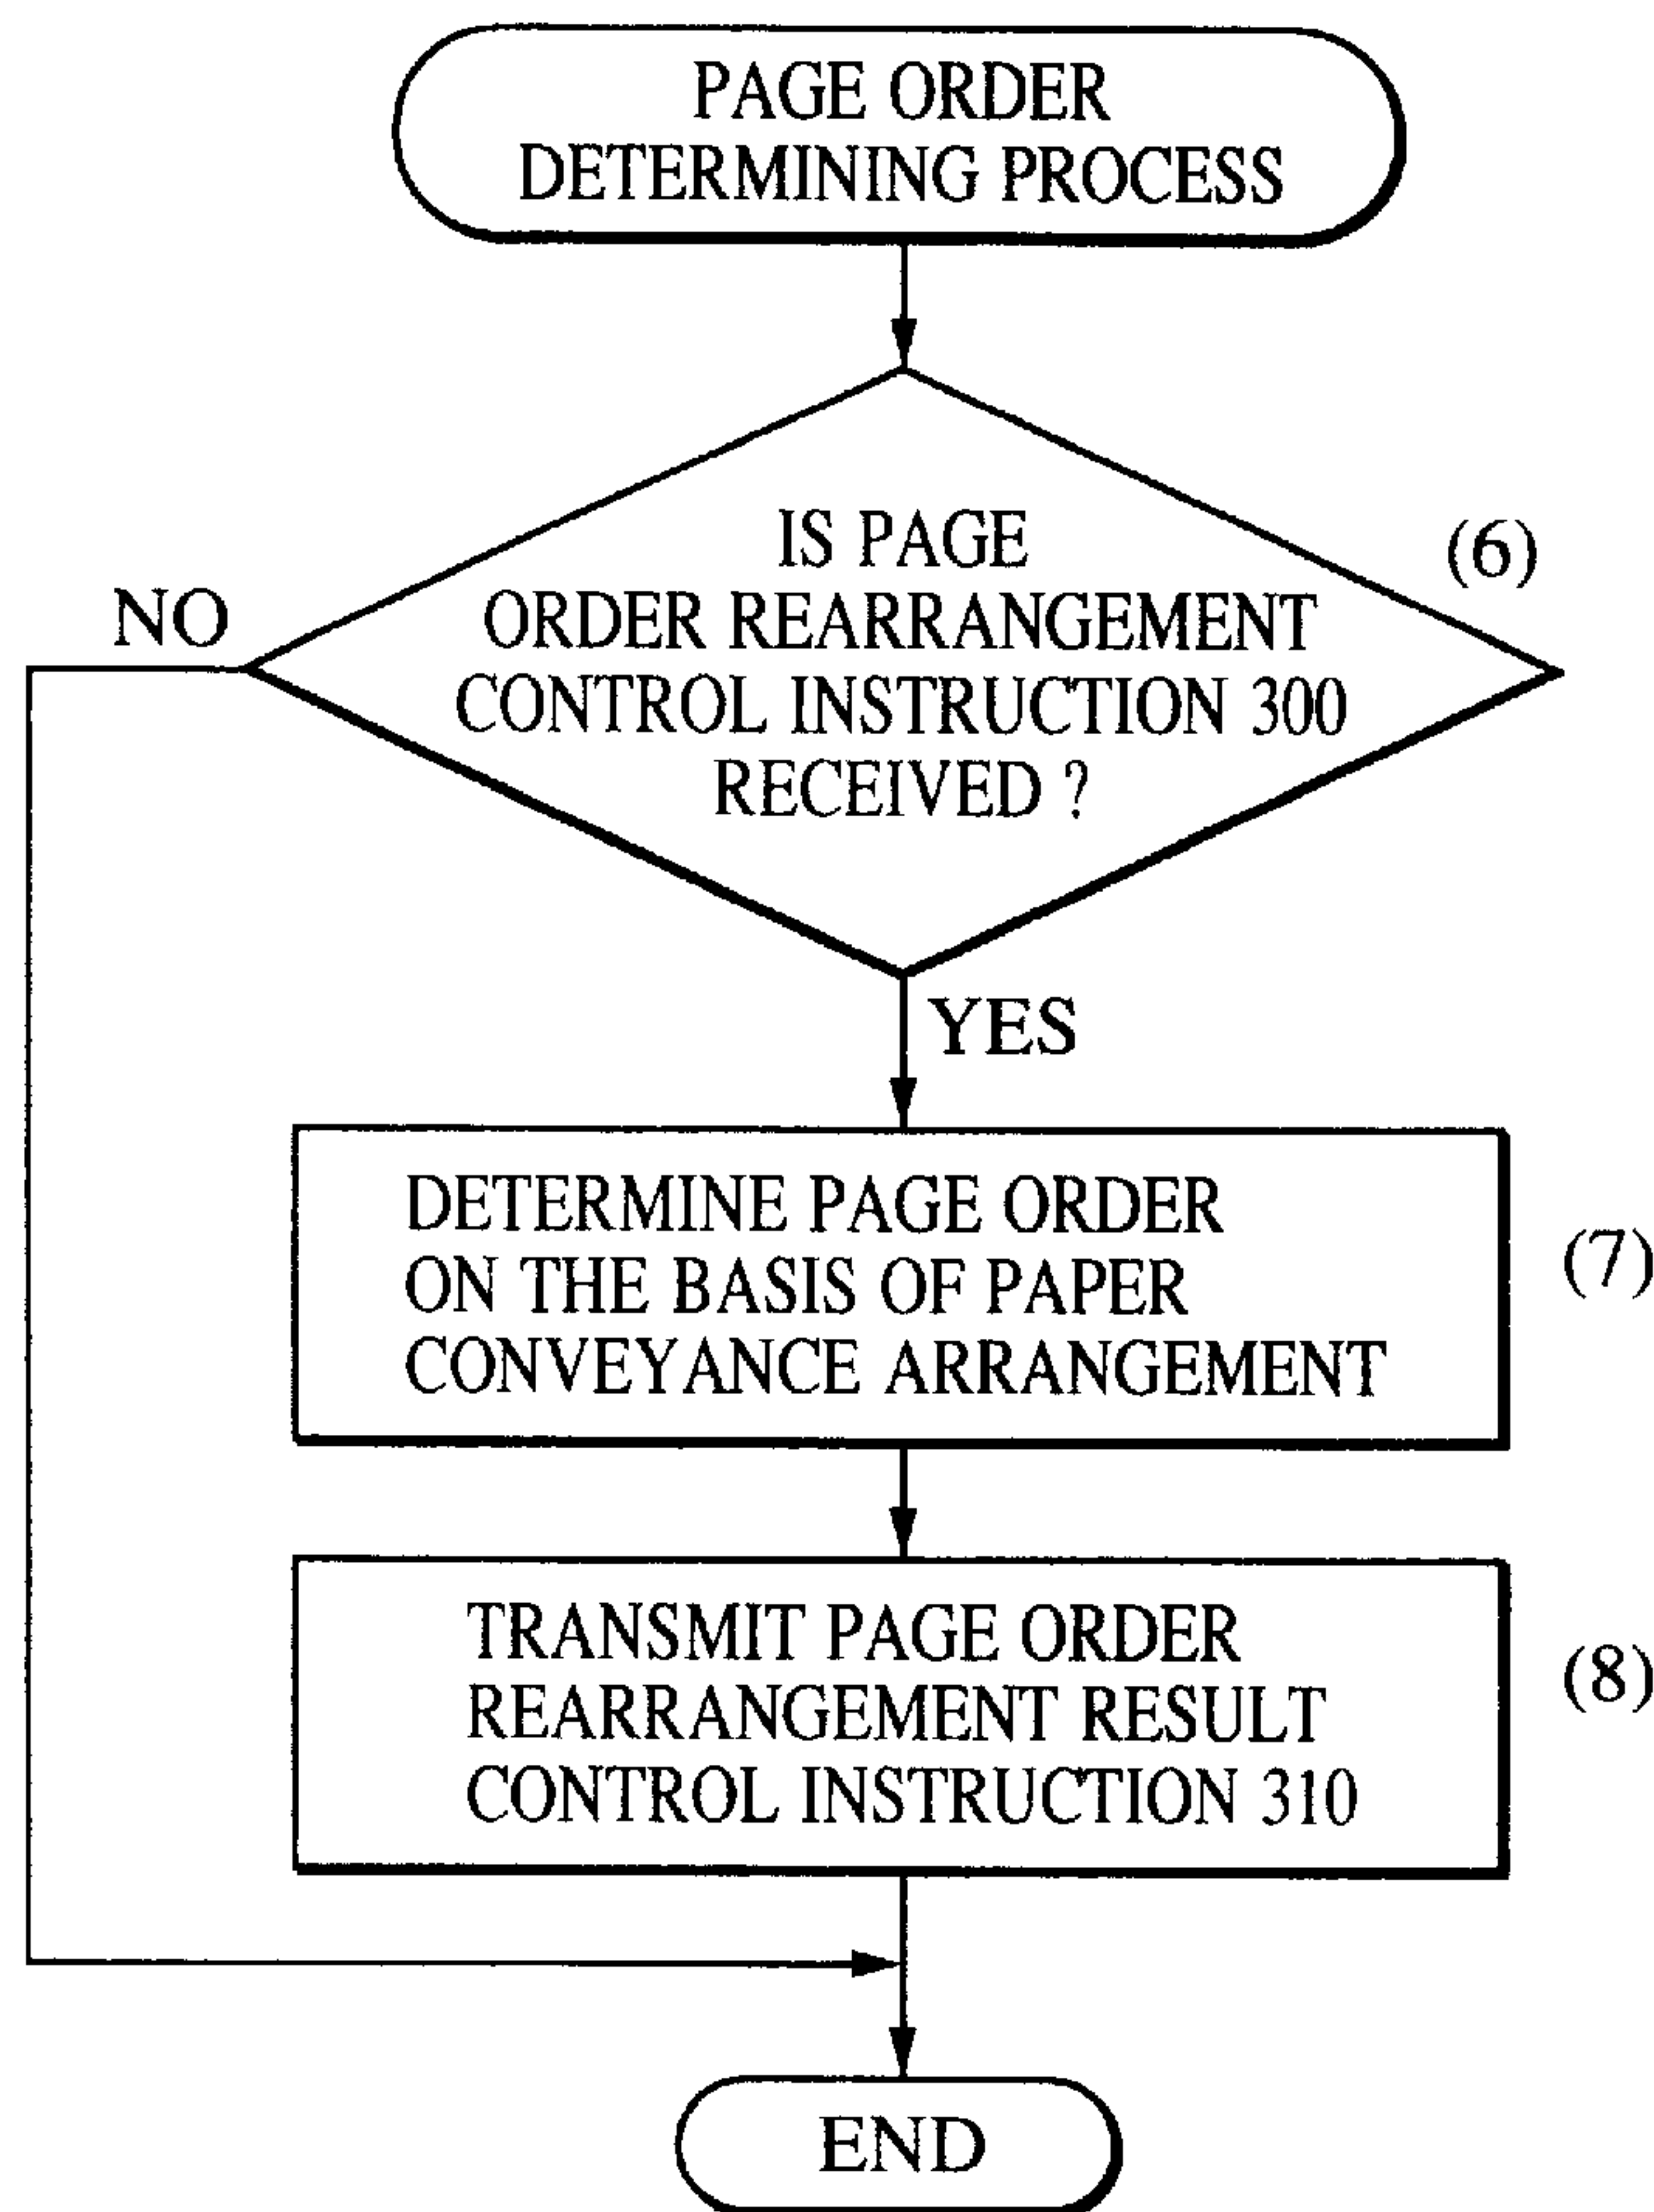 PAGE ORDER
DETERMINING PROCESS
IS PAGE
ORDER REARRANGEMENT
CONTROL INSTRUCTION 300
RECEIVED ?
(6)
NO
YES
DETERMINE PAGE ORDER
ON THE BASIS OF PAPER
CONVEYANCE ARRANGEMENT
(7)
TRANSMIT PAGE ORDER
REARRANGEMENT RESULT
CONTROL INSTRUCTION 310
(8)
END